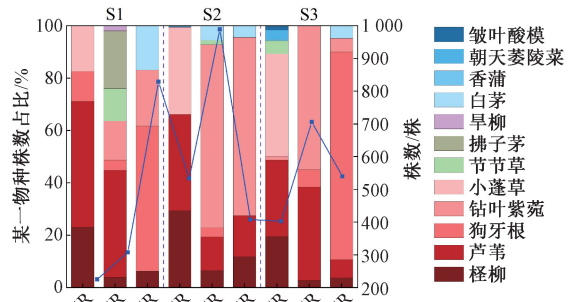 S1 S2 S3
100
80
60
40
20
0
某一物种株数占比/%
1 000
900
800
700
600
500
400
300
200
株数/株
皱叶酸模
朝天萎陵菜
香蒲
白茅
旱柳
拂子茅
节节草
小蓬草
钻叶紫菀
狗牙根
芦苇
柽柳